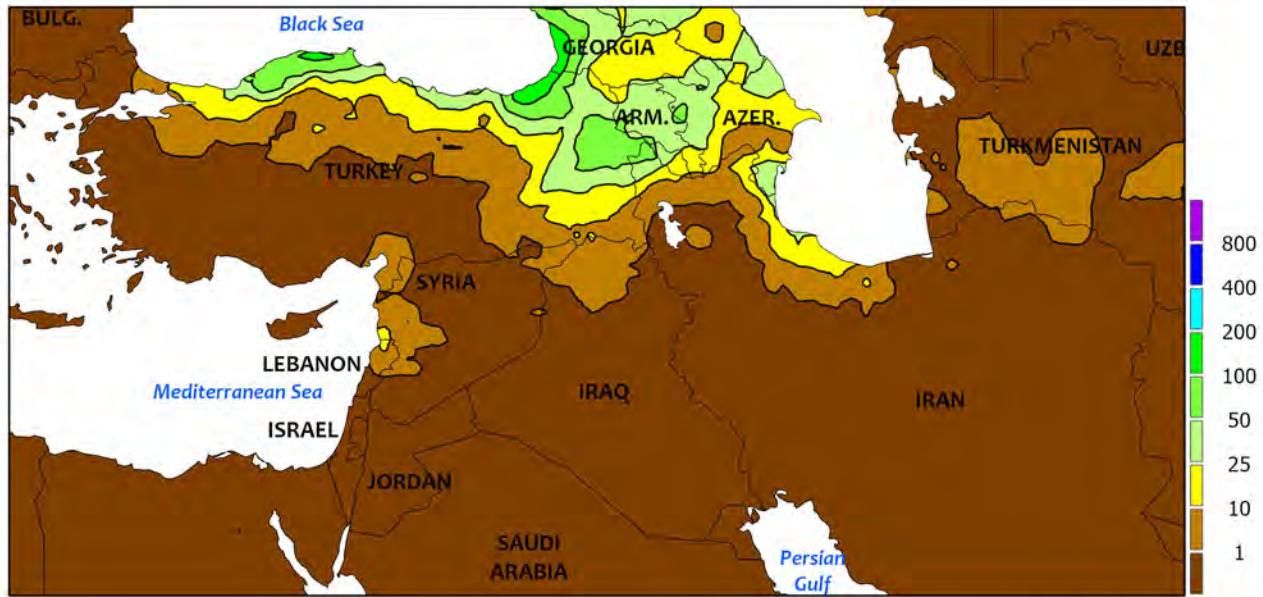 BULG.
Black Sea
GEORGIA
UZB
ARM.
AZER.
TURKMENISTAN
TURKEY
SYRIA
LEBANON
Mediterranean Sea
IRAQ
IRAN
ISRAEL
JORDAN
SAUDI
ARABIA
Persian
Gulf
800
400
200
100
50
25
10
1